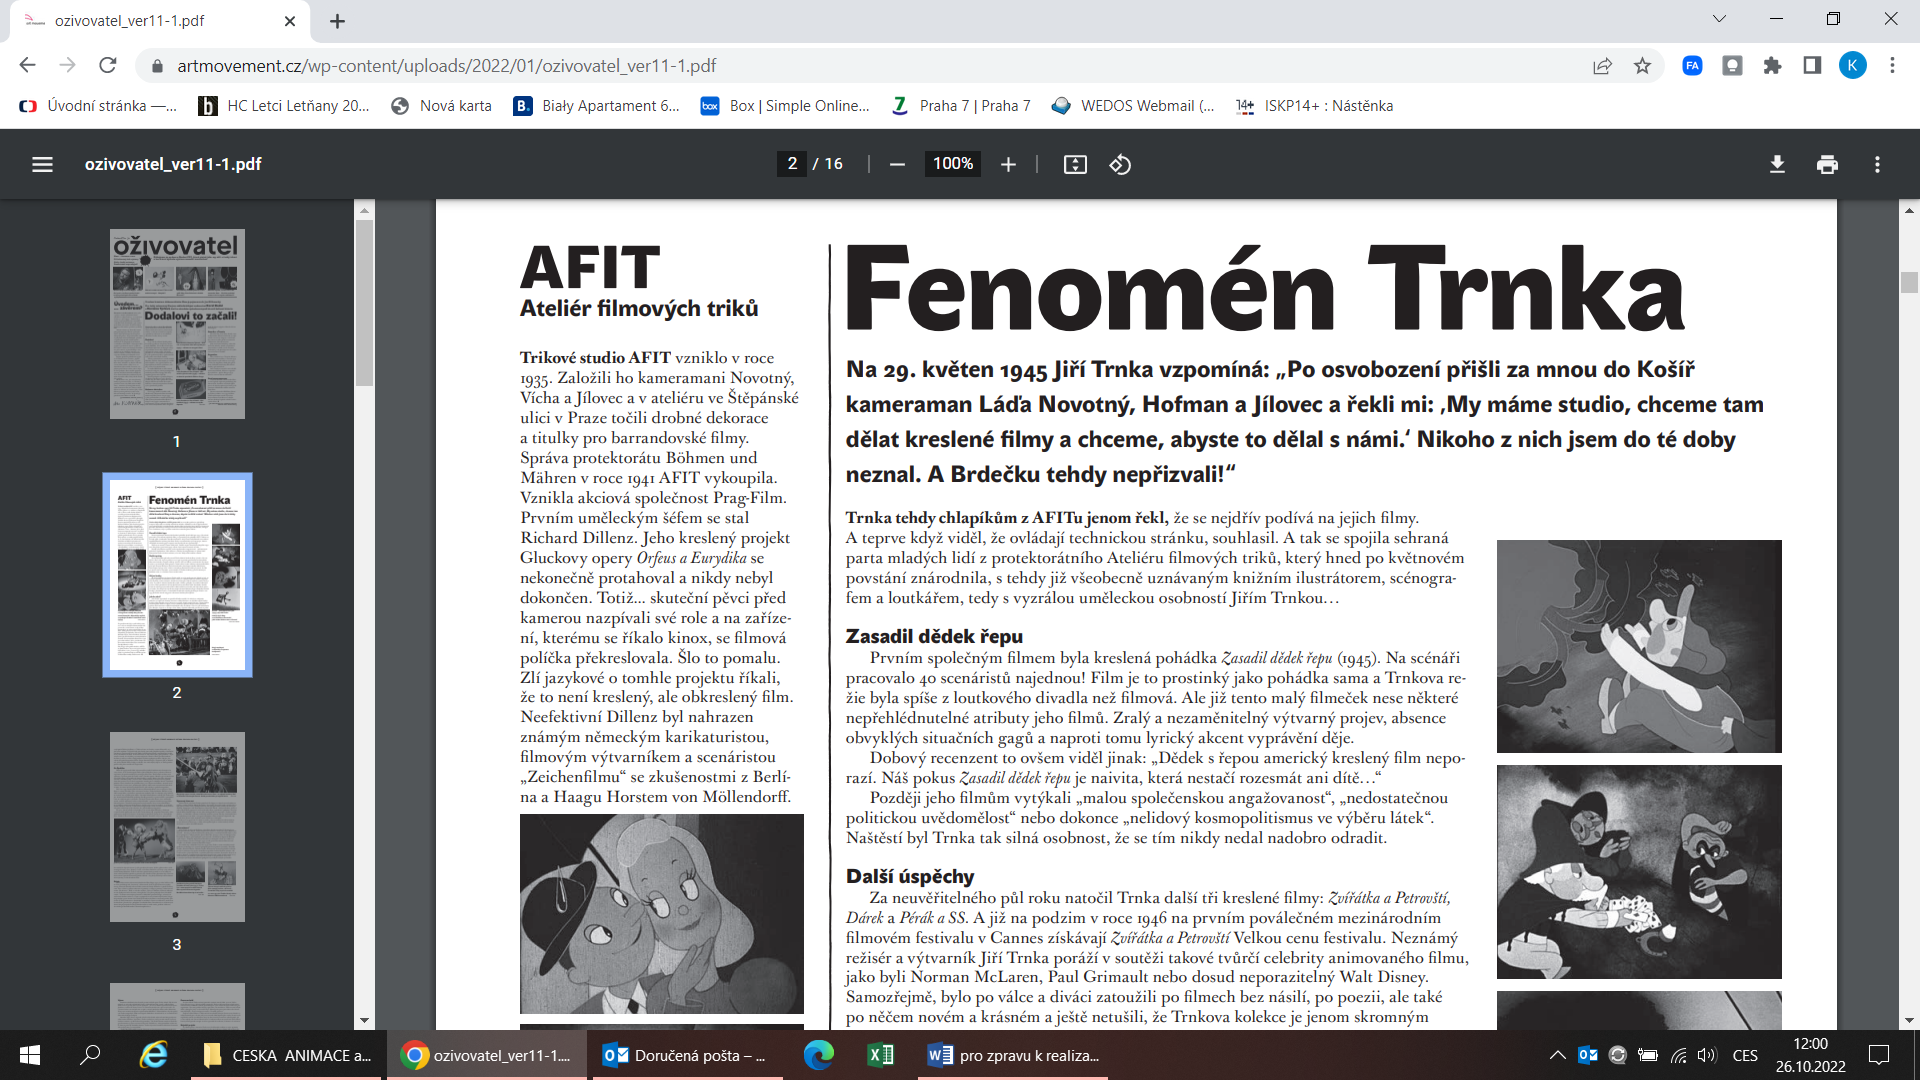 ozivovatel_ver11-1.pdf
artmovement.cz/wp-content/uploads/2022/01/ozivovatel_ver11-1.pdf
FA
K
Úvodní stránka —...
HC Letci Letňany 20...
Nová karta
Biały Apartament 6...
Box | Simple Online...
Praha 7 | Praha 7
WEDOS Webmail (...
ISKP14+ : Nástěnka
ozivovatel_ver11-1.pdf
2 / 16
100%
oživovatel
Dodalovi to začali!
1
AFIT
Fenomén Trnka
2
3
AFIT
Ateliér filmových triků
Trikové studio AFIT vzniklo v roce
1935. Založili ho kameramani Novotný,
Vícha a Jílovec a v ateliéru ve Štěpánské
ulici v Praze točili drobné dekorace
a titulky pro barrandovské filmy.
Správa protektorátu Böhmen und
Mähren v roce 1941 AFIT vykoupila.
Vznikla akciová společnost Prag-Film.
Prvním uměleckým šéfem se stal
Richard Dillenz. Jeho kreslený projekt
Gluckovy opery Orfeus a Eurydika se
nekonečně protahoval a nikdy nebyl
dokončen. Totiž... skuteční pěvci před
kamerou nazpívali své role a na zaříze-
ní, kterému se říkalo kinox, se filmová
políčka překreslovala. Šlo to pomalu.
Zlí jazykové o tomhle projektu říkali,
že to není kreslený, ale obkreslený film.
Neefektivní Dillenz byl nahrazen
známým německým karikaturistou,
filmovým výtvarníkem a scenáristou
„Zeichenfilmu“ se zkušenostmi z Berlí-
na a Haagu Horstem von Möllendorff.
Fenomén Trnka
Na 29. květen 1945 Jiří Trnka vzpomíná: „Po osvobození přišli za mnou do Košíř
kameraman Láďa Novotný, Hofman a Jílovec a řekli mi: ‚My máme studio, chceme tam
dělat kreslené filmy a chceme, abyste to dělal s námi.‘ Nikoho z nich jsem do té doby
neznal. A Brdečku tehdy nepřizvali!“
Trnka tehdy chlapíkům z AFITu jenom řekl, že se nejdřív podívá na jejich filmy.
A teprve když viděl, že ovládají technickou stránku, souhlasil. A tak se spojila sehraná
parta mladých lidí z protektorátního Ateliéru filmových triků, který hned po květnovém
povstání znárodnila, s tehdy již všeobecně uznávaným knižním ilustrátorem, scénogra-
fem a loutkářem, tedy s vyzrálou uměleckou osobností Jiřím Trnkou…
Zasadil dědek řepu
Prvním společným filmem byla kreslená pohádka Zasadil dědek řepu (1945). Na scénáři
pracovalo 40 scenáristů najednou! Film je to prostinký jako pohádka sama a Trnkova re-
žie byla spíše z loutkového divadla než filmová. Ale již tento malý filmeček nese některé
nepřehlédnutelné atributy jeho filmů. Zralý a nezaměnitelný výtvarný projev, absence
obvyklých situačních gagů a naproti tomu lyrický akcent vyprávění děje.
Dobový recenzent to ovšem viděl jinak: „Dědek s řepou americký kreslený film nepo-
razí. Náš pokus Zasadil dědek řepu je naivita, která nestačí rozesmát ani dítě…“
Později jeho filmům vytýkali „malou společenskou angažovanost“, „nedostatečnou
politickou uvědomělost“ nebo dokonce „nelidový kosmopolitismus ve výběru látek“.
Naštěstí byl Trnka tak silná osobnost, že se tím nikdy nedal nadobro odradit.
Další úspěchy
Za neuvěřitelného půl roku natočil Trnka další tři kreslené filmy: Zvířátka a Petrovští,
Dárek a Pérák a SS. A již na podzim v roce 1946 na prvním poválečném mezinárodním
filmovém festivalu v Cannes získávají Zvířátka a Petrovští Velkou cenu festivalu. Neznámý
režisér a výtvarník Jiří Trnka poráží v soutěži takové tvůrčí celebrity animovaného filmu,
jako byli Norman McLaren, Paul Grimault nebo dosud neporazitelný Walt Disney.
Samozřejmě, bylo po válce a diváci zatoužili po filmech bez násilí, po poezii, ale také
po něčem novém a krásném a ještě netušili, že Trnkova kolekce je jenom skromným
CESKA ANIMACE a...
ozivovatel_ver11-1....
Doručená pošta – ...
pro zpravu k realiza...
CES
12:00
26.10.2022